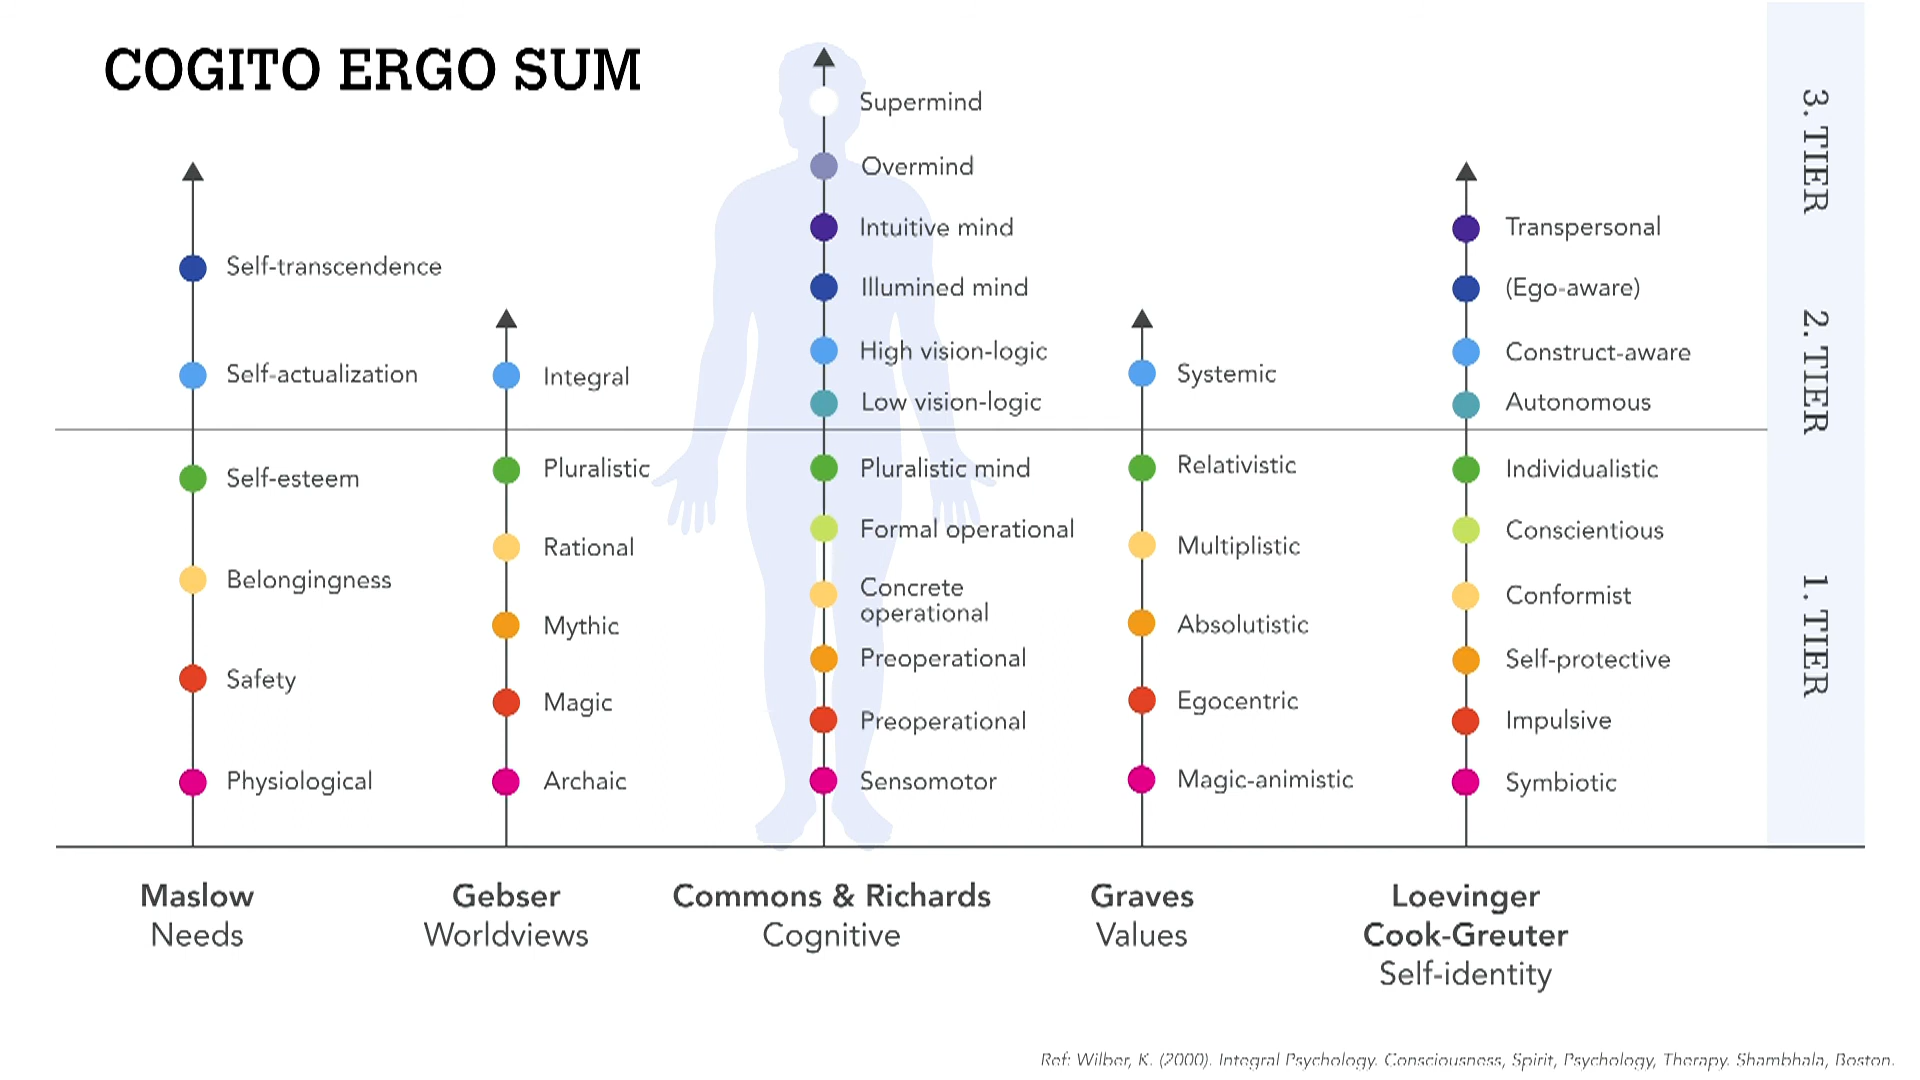 COGITO ERGO SUM
Self-transcendence
Self-actualization
Self-esteem
Belongingness
Safety
Physiological
Maslow
Needs
Integral
Pluralistic
Rational
Mythic
Magic
Archaic
Gebser
Worldviews
Supermind
Overmind
Intuitive mind
Illumined mind
High vision-logic
Low vision-logic
Pluralistic mind
Formal operational
Concrete
operational
Preoperational
Preoperational
Sensomotor
Commons & Richards
Cognitive
Systemic
Relativistic
Multiplistic
Absolutistic
Egocentric
Magic-animistic
Graves
Values
Transpersonal
(Ego-aware)
Construct-aware
Autonomous
Individualistic
Conscientious
Conformist
Self-protective
Impulsive
Symbiotic
Loevinger
Cook-Greuter
Self-identity
3. TIER
2. TIER
1. TIER
Ref: Wilber, K. (2000). Integral Psychology. Consciousness, Spirit, Psychology, Therapy. Shambhala, Boston.